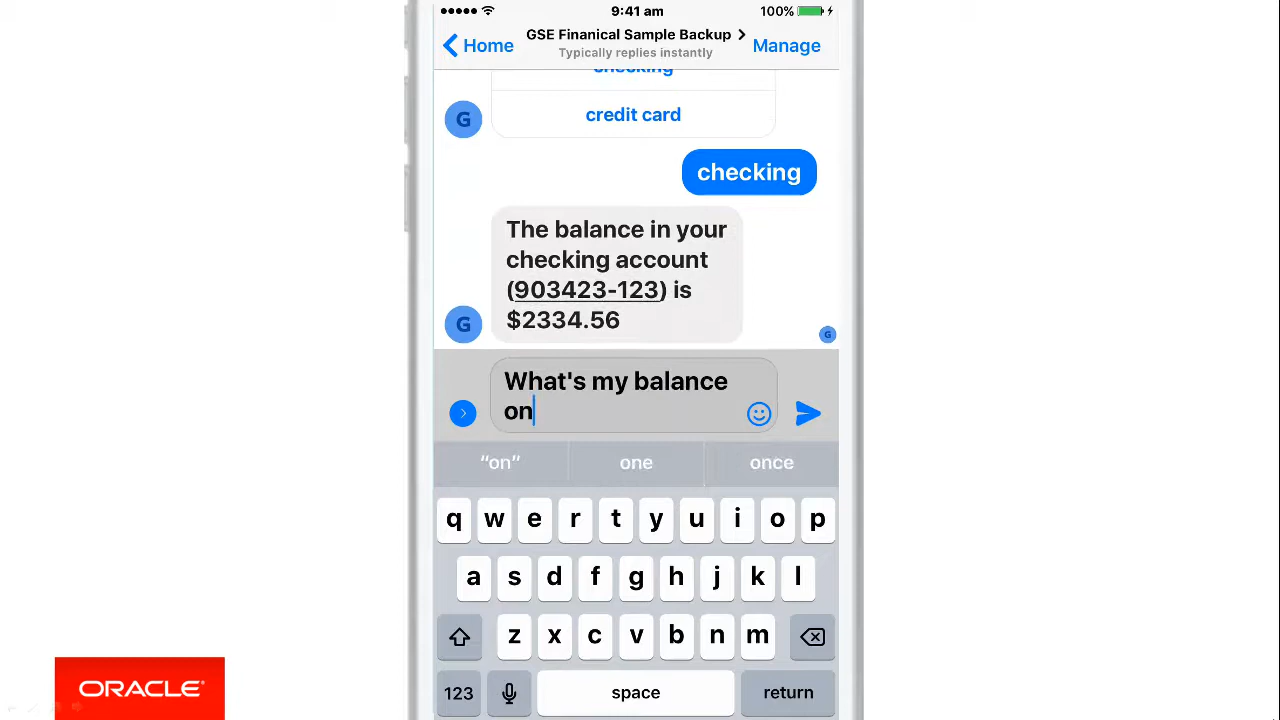 9:41 am
100%
Home
GSE Finanical Sample Backup
Manage
Typically replies instantly
checking
G
credit card
checking
The balance in your
checking account
(903423-123) is
$2334.56
G
G
What's my balance
on
"on" one once
q w e r t y u i o p
a s d f g h j k l
z x c v b n m
123 space return
ORACLE